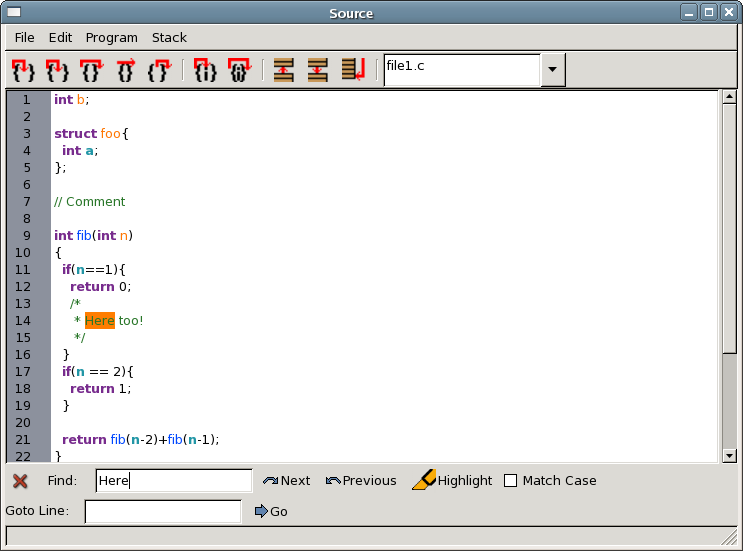 Source
File Edit Program Stack
file1.c
1 int b;
2
3 struct foo{
4 int a;
5 };
6
7 // Comment
8
9 int fib(int n)
10 {
11 if(n==1){
12 return 0;
13 /*
14 * Here too!
15 */
16 }
17 if(n == 2){
18 return 1;
19 }
20
21 return fib(n-2)+fib(n-1);
22 }
Find: Here Next Previous Highlight Match Case
Goto Line: Go